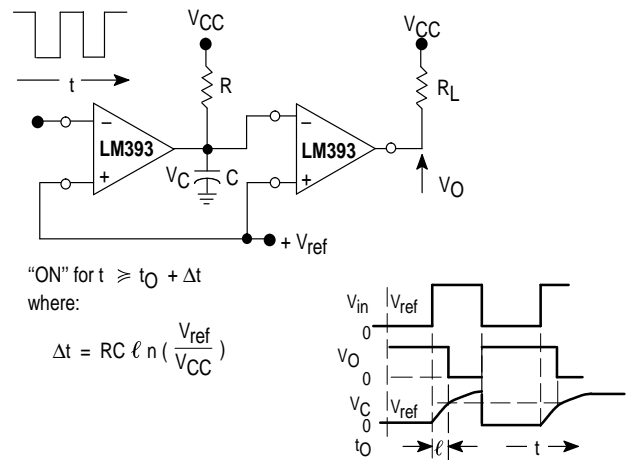 VCC
VCC
R
RL
t
−
LM393
+
VC
C
−
LM393
+
VO
+ Vref
“ON” for t ⩾ tO + Δt
where:
Δt = RC ℓ n ( Vref / VCC )
Vin
Vref
0
VO
0
VC
Vref
0
tO
ℓ
t